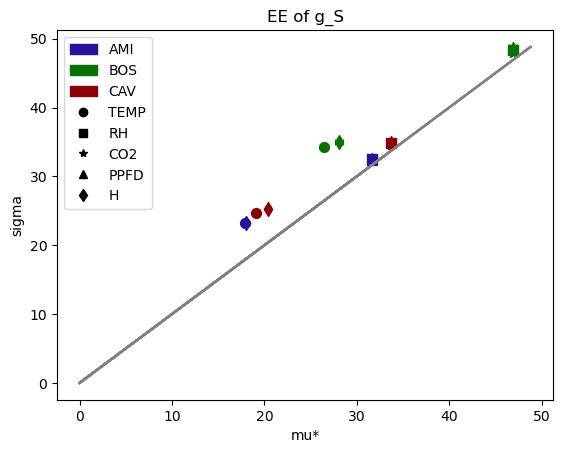 EE of g_S
50
40
30
20
10
0
sigma
AMI
BOS
CAV
TEMP
RH
CO2
PPFD
H
0 10 20 30 40 50
mu*